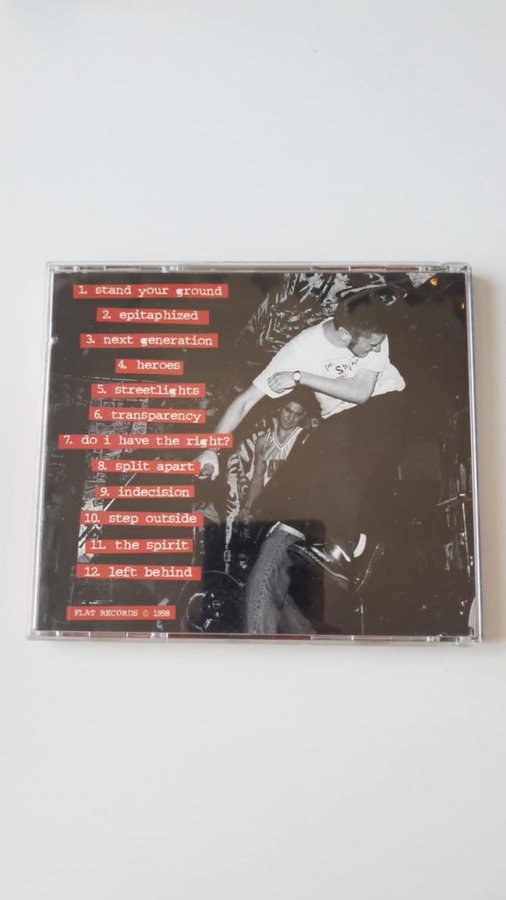 1. stand your ground
2. epitaphized
3. next generation
4. heroes
5. streetlights
6. transparency
7. do i have the right?
8. split apart
9. indecision
10. step outside
11. the spirit
12. left behind
FLAT RECORDS © 1998